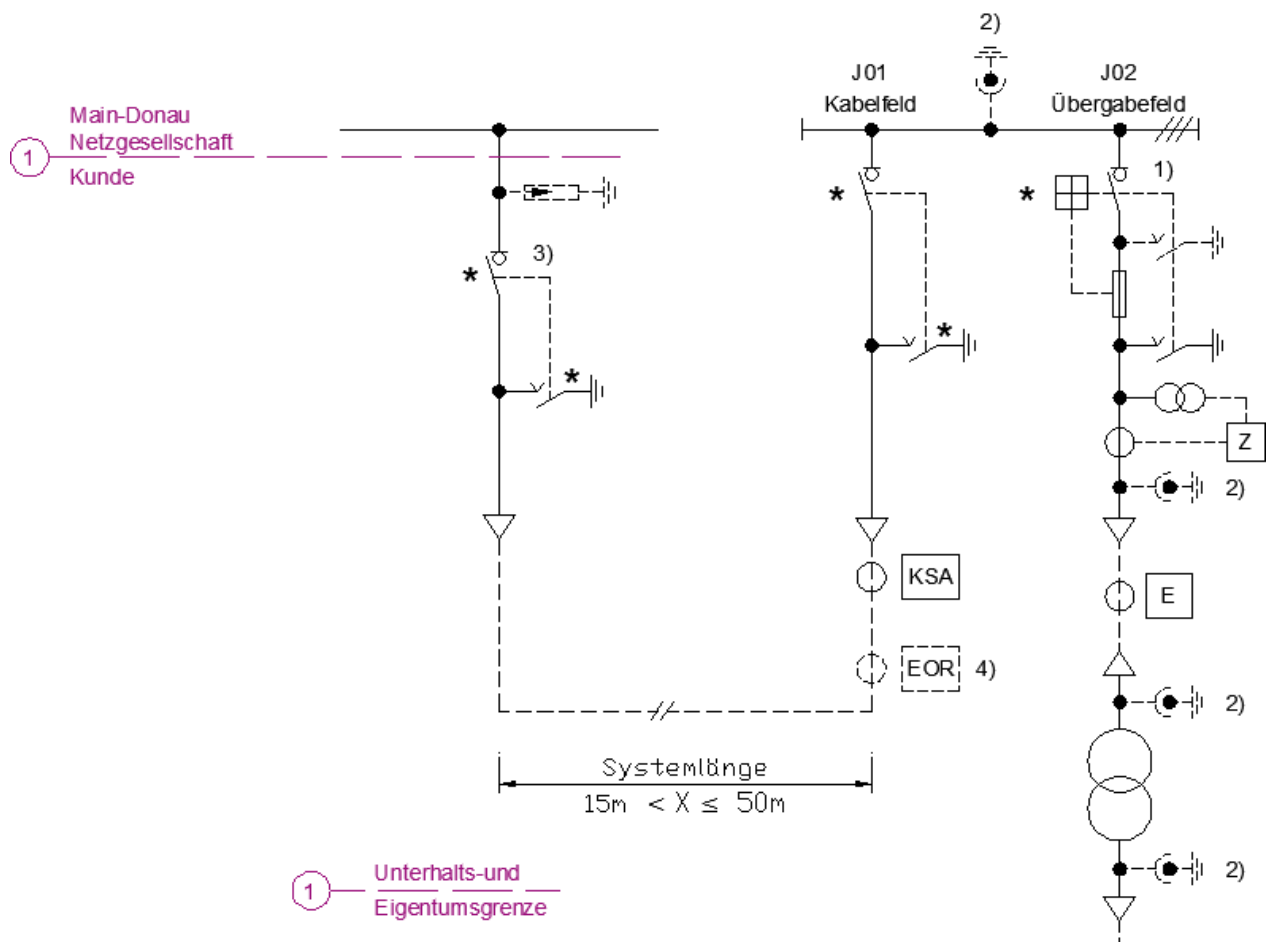 2)
J01
Kabelfeld
J02
Übergabefeld
Main-Donau
Netzgesellschaft
1
Kunde
*
1)
*
3)
*
*
*
Z
2)
KSA
E
EOR
4)
2)
Systemlänge
15m < X ≤ 50m
2)
1
Unterhalts-und
Eigentumsgrenze